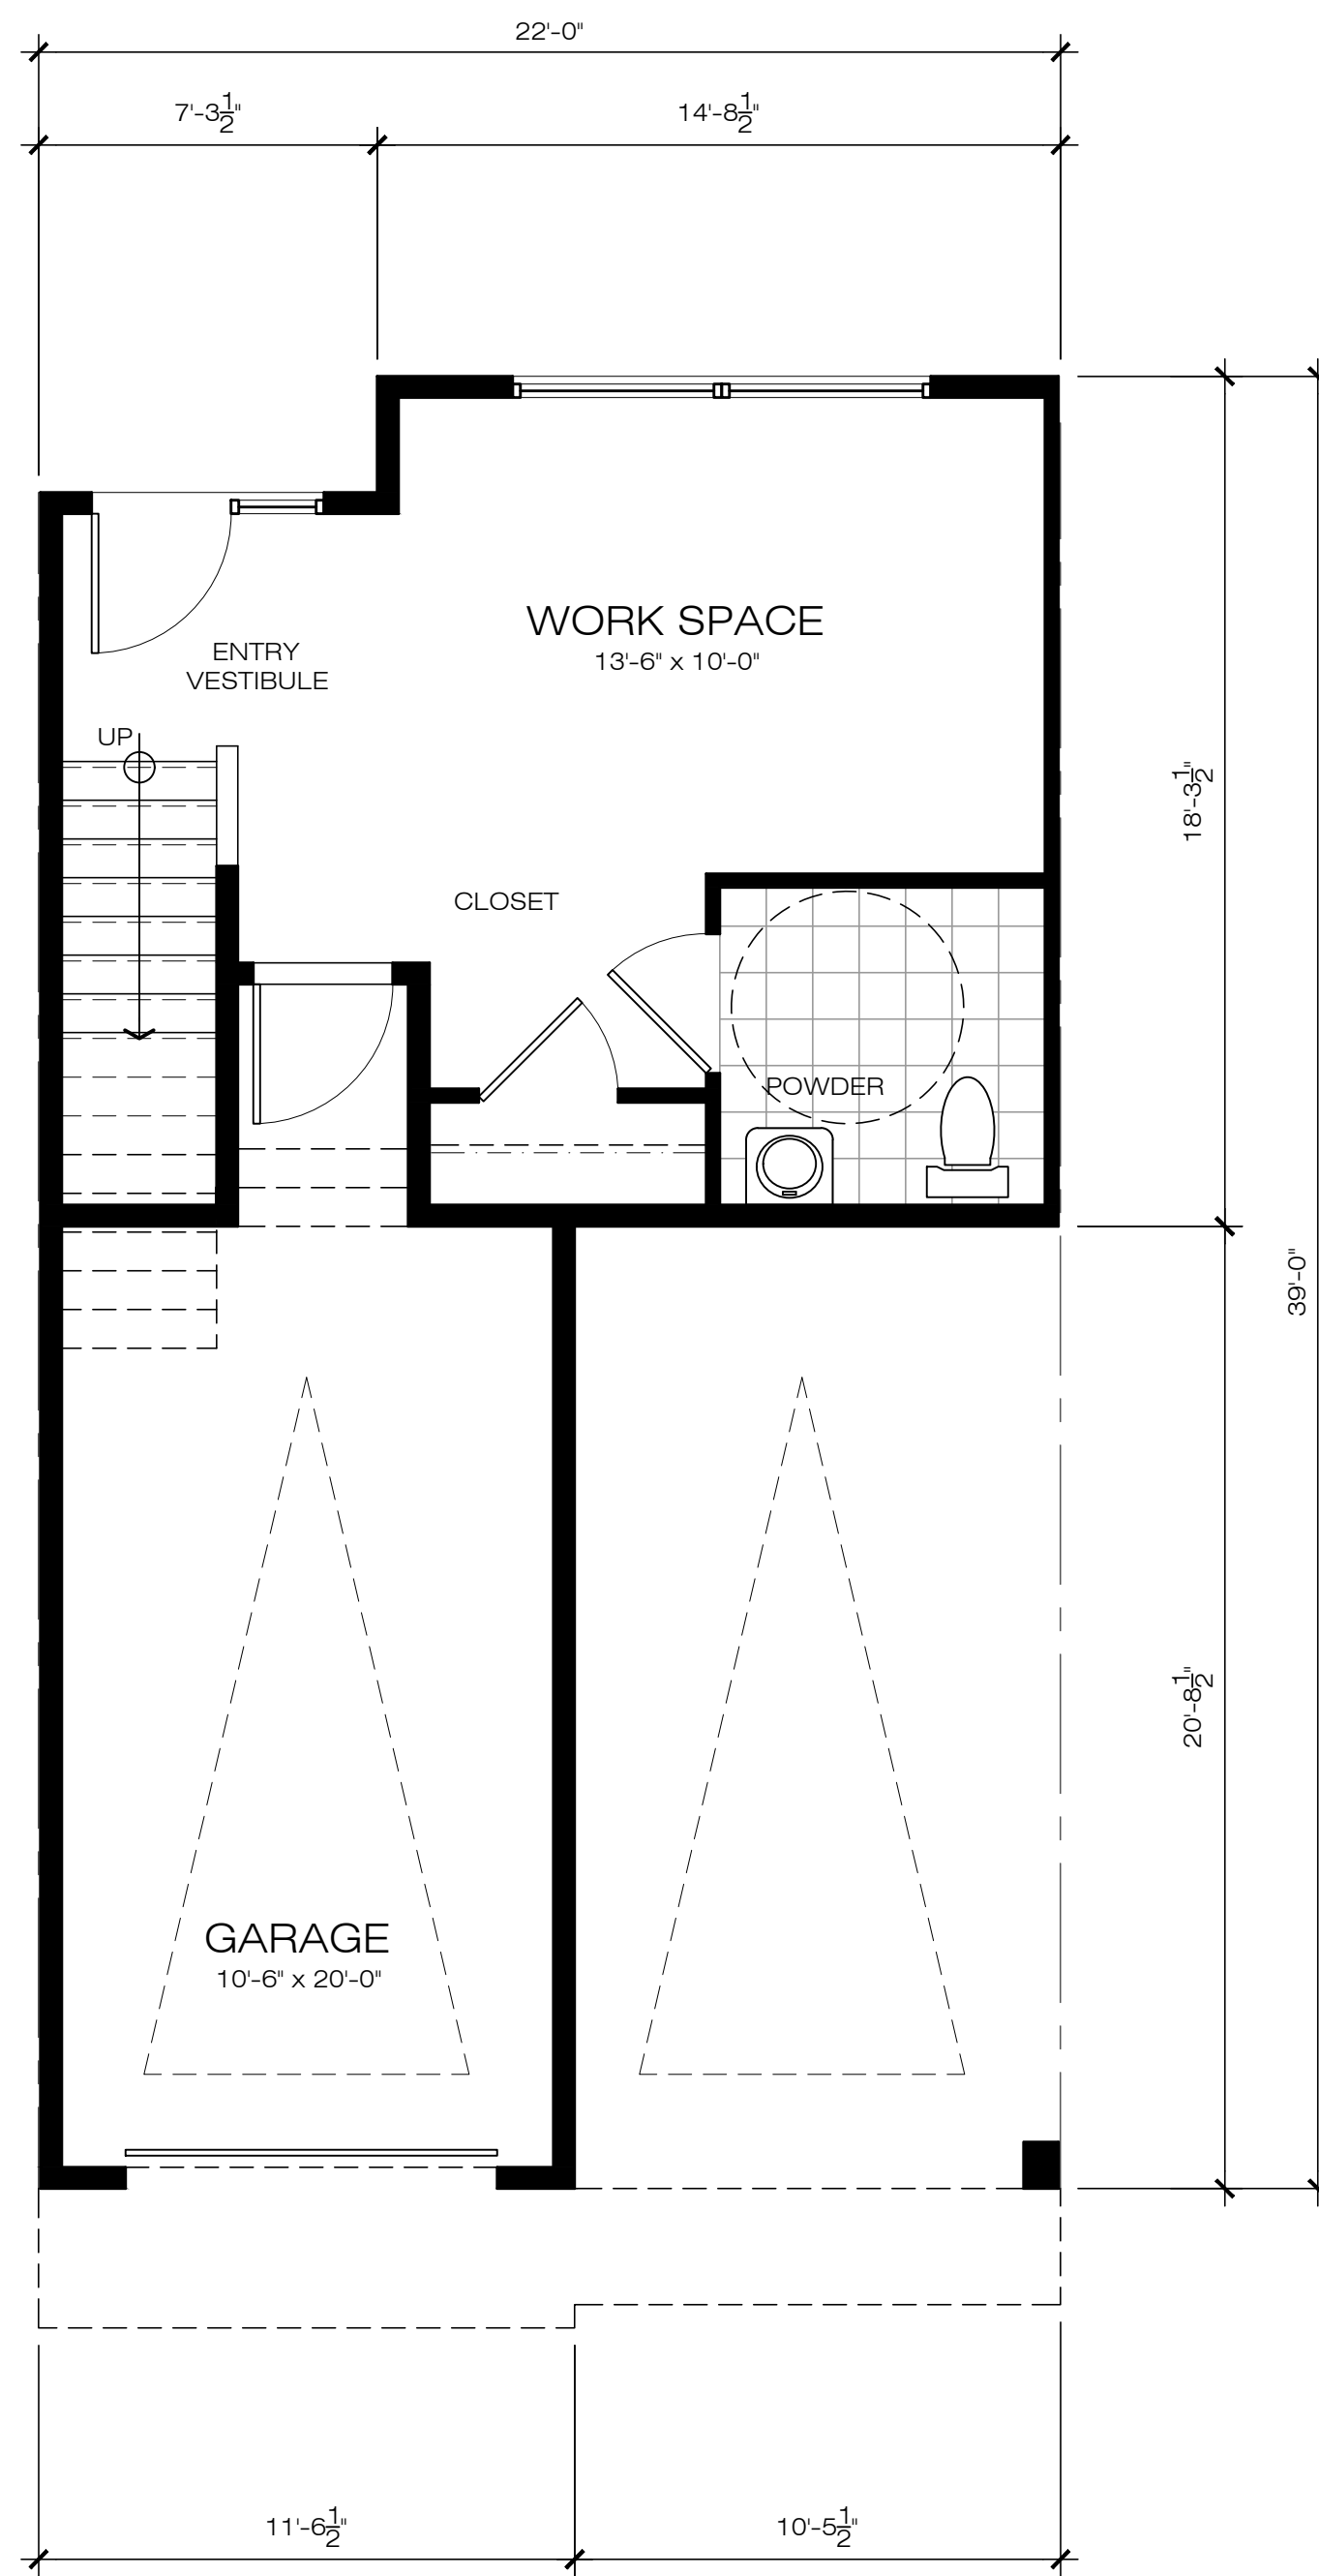 22'-0"
7'-3½"
14'-8½"
WORK SPACE
13'-6" x 10'-0"
ENTRY
VESTIBULE
UP
18'-3½"
CLOSET
POWDER
39'-0"
20'-8½"
GARAGE
10'-6" x 20'-0"
11'-6½"
10'-5½"